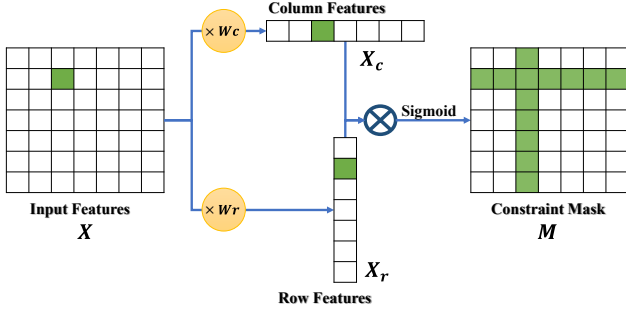 Column Features
× Wc
X_c
Sigmoid
Input Features
X
× Wr
Constraint Mask
M
X_r
Row Features